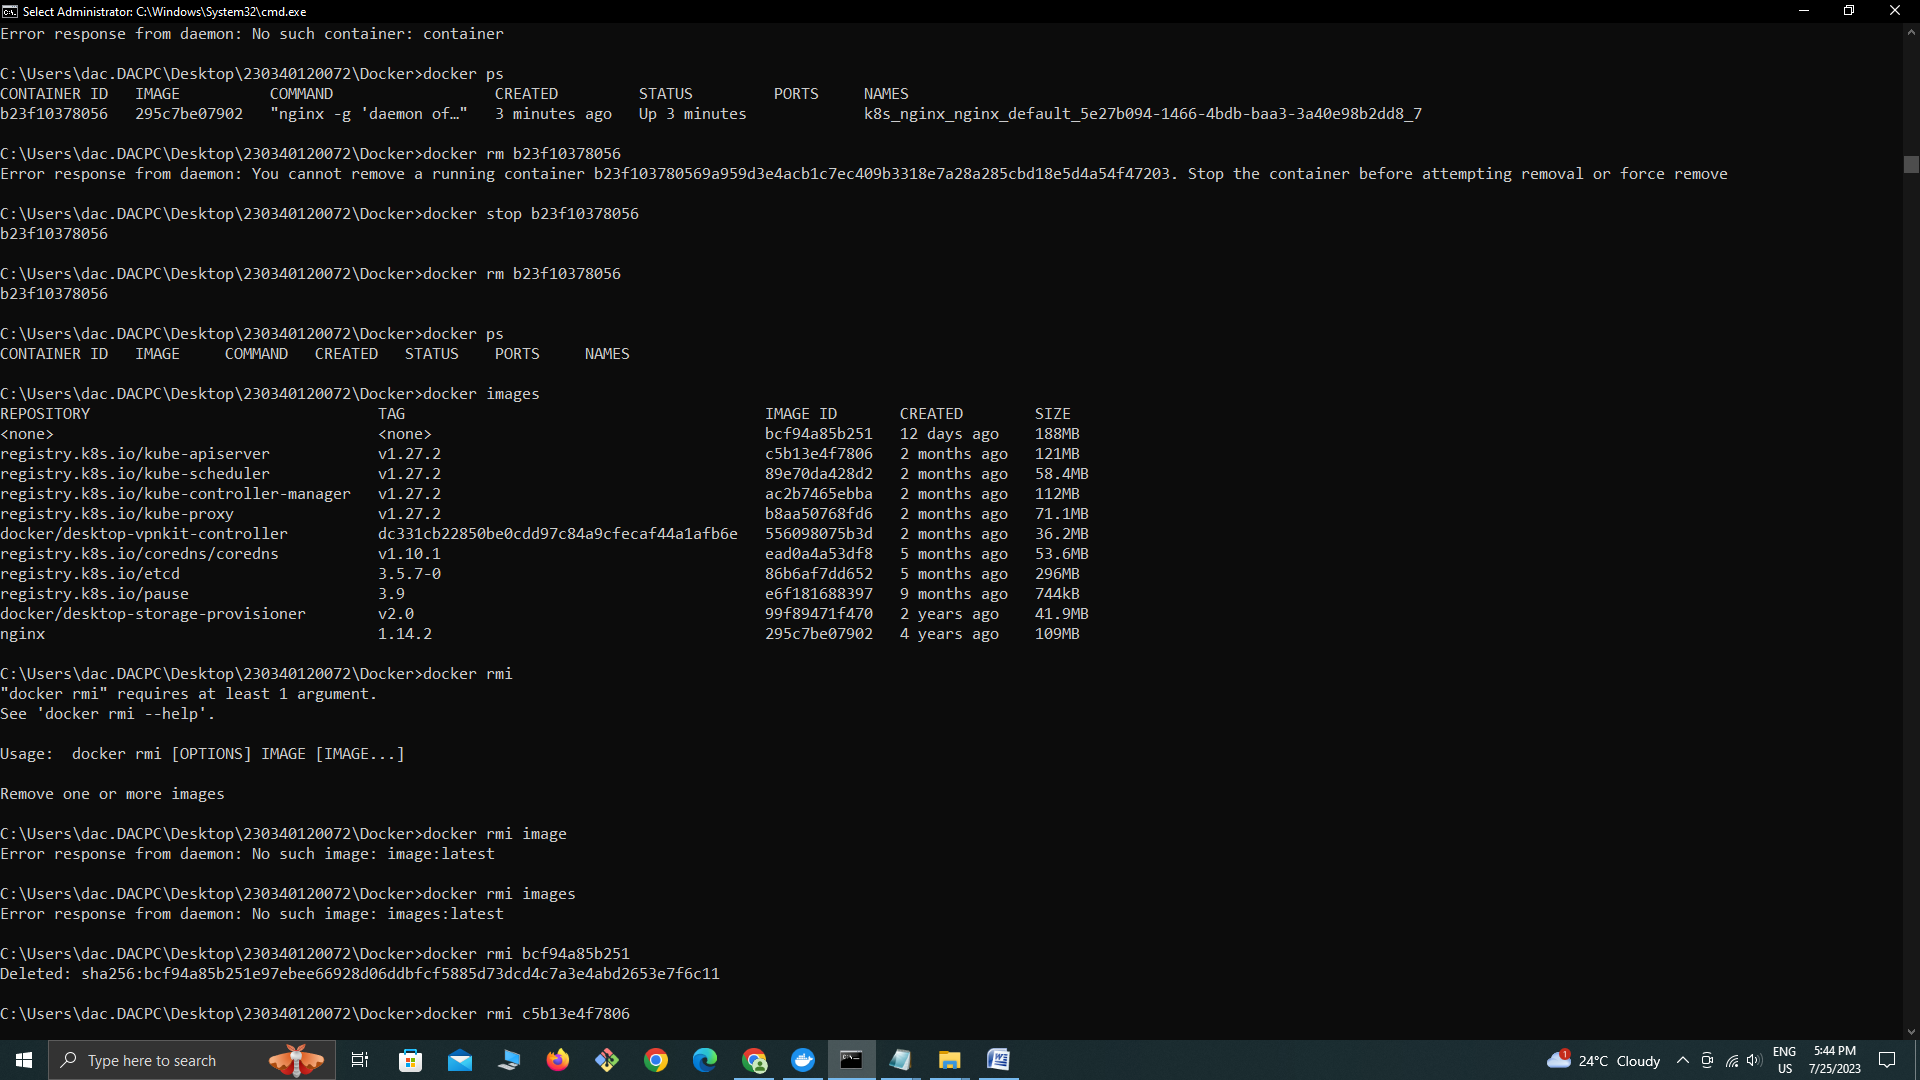 Select Administrator: C:\Windows\System32\cmd.exe
Error response from daemon: No such container: container
C:\Users\dac.DACPC\Desktop\230340120072\Docker>docker ps
CONTAINER ID   IMAGE          COMMAND                  CREATED         STATUS         PORTS     NAMES
b23f10378056   295c7be07902   "nginx -g 'daemon of…"   3 minutes ago   Up 3 minutes             k8s_nginx_nginx_default_5e27b094-1466-4bdb-baa3-3a40e98b2dd8_7
C:\Users\dac.DACPC\Desktop\230340120072\Docker>docker rm b23f10378056
Error response from daemon: You cannot remove a running container b23f103780569a959d3e4acb1c7ec409b3318e7a28a285cbd18e5d4a54f47203. Stop the container before attempting removal or force remove
C:\Users\dac.DACPC\Desktop\230340120072\Docker>docker stop b23f10378056
b23f10378056
C:\Users\dac.DACPC\Desktop\230340120072\Docker>docker rm b23f10378056
b23f10378056
C:\Users\dac.DACPC\Desktop\230340120072\Docker>docker ps
CONTAINER ID   IMAGE     COMMAND   CREATED   STATUS    PORTS     NAMES
C:\Users\dac.DACPC\Desktop\230340120072\Docker>docker images
REPOSITORY                                TAG                                        IMAGE ID       CREATED        SIZE
<none>                                    <none>                                     bcf94a85b251   12 days ago    188MB
registry.k8s.io/kube-apiserver            v1.27.2                                    c5b13e4f7806   2 months ago   121MB
registry.k8s.io/kube-scheduler            v1.27.2                                    89e70da428d2   2 months ago   58.4MB
registry.k8s.io/kube-controller-manager   v1.27.2                                    ac2b7465ebba   2 months ago   112MB
registry.k8s.io/kube-proxy                v1.27.2                                    b8aa50768fd6   2 months ago   71.1MB
docker/desktop-vpnkit-controller          dc331cb22850be0cdd97c84a9cfecaf44a1afb6e   556098075b3d   2 months ago   36.2MB
registry.k8s.io/coredns/coredns           v1.10.1                                    ead0a4a53df8   5 months ago   53.6MB
registry.k8s.io/etcd                      3.5.7-0                                    86b6af7dd652   5 months ago   296MB
registry.k8s.io/pause                     3.9                                        e6f181688397   9 months ago   744kB
docker/desktop-storage-provisioner        v2.0                                       99f89471f470   2 years ago    41.9MB
nginx                                     1.14.2                                     295c7be07902   4 years ago    109MB
C:\Users\dac.DACPC\Desktop\230340120072\Docker>docker rmi
"docker rmi" requires at least 1 argument.
See 'docker rmi --help'.
Usage:  docker rmi [OPTIONS] IMAGE [IMAGE...]
Remove one or more images
C:\Users\dac.DACPC\Desktop\230340120072\Docker>docker rmi image
Error response from daemon: No such image: image:latest
C:\Users\dac.DACPC\Desktop\230340120072\Docker>docker rmi images
Error response from daemon: No such image: images:latest
C:\Users\dac.DACPC\Desktop\230340120072\Docker>docker rmi bcf94a85b251
Deleted: sha256:bcf94a85b251e97ebee66928d06ddbfcf5885d73dcd4c7a3e4abd2653e7f6c11
C:\Users\dac.DACPC\Desktop\230340120072\Docker>docker rmi c5b13e4f7806
Type here to search
1
24°C Cloudy
ENG
US
5:44 PM
7/25/2023